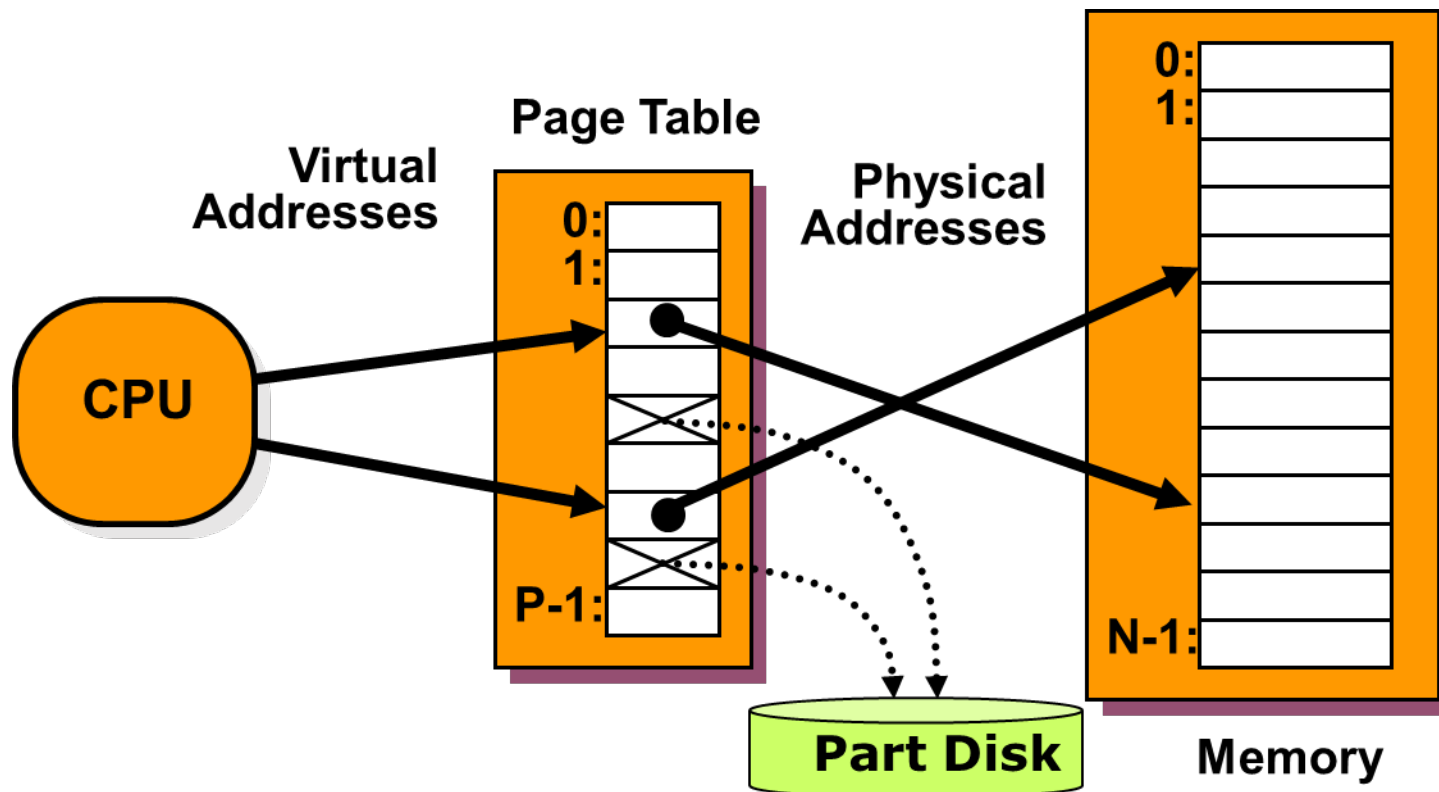 Page Table
Virtual
Addresses
Physical
Addresses
CPU
0:
1:
P-1:
0:
1:
N-1:
Part Disk
Memory